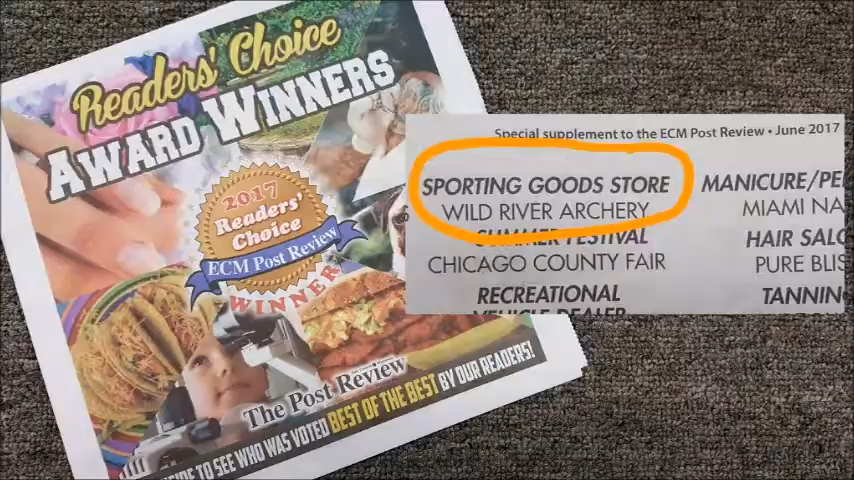 Readers' Choice
AWARD WINNERS
2017
Readers'
Choice
ECM Post Review
WINNER
The Post Review
TO SEE WHO WAS VOTED BEST OF THE BEST BY OUR READERS!
Special supplement to the ECM Post Review • June 2017
SPORTING GOODS STORE
WILD RIVER ARCHERY
SUMMER FESTIVAL
CHICAGO COUNTY FAIR
RECREATIONAL
VEHICLE DEALER
MANICURE/PE
MIAMI NA
HAIR SALO
PURE BLIS
TANNIN